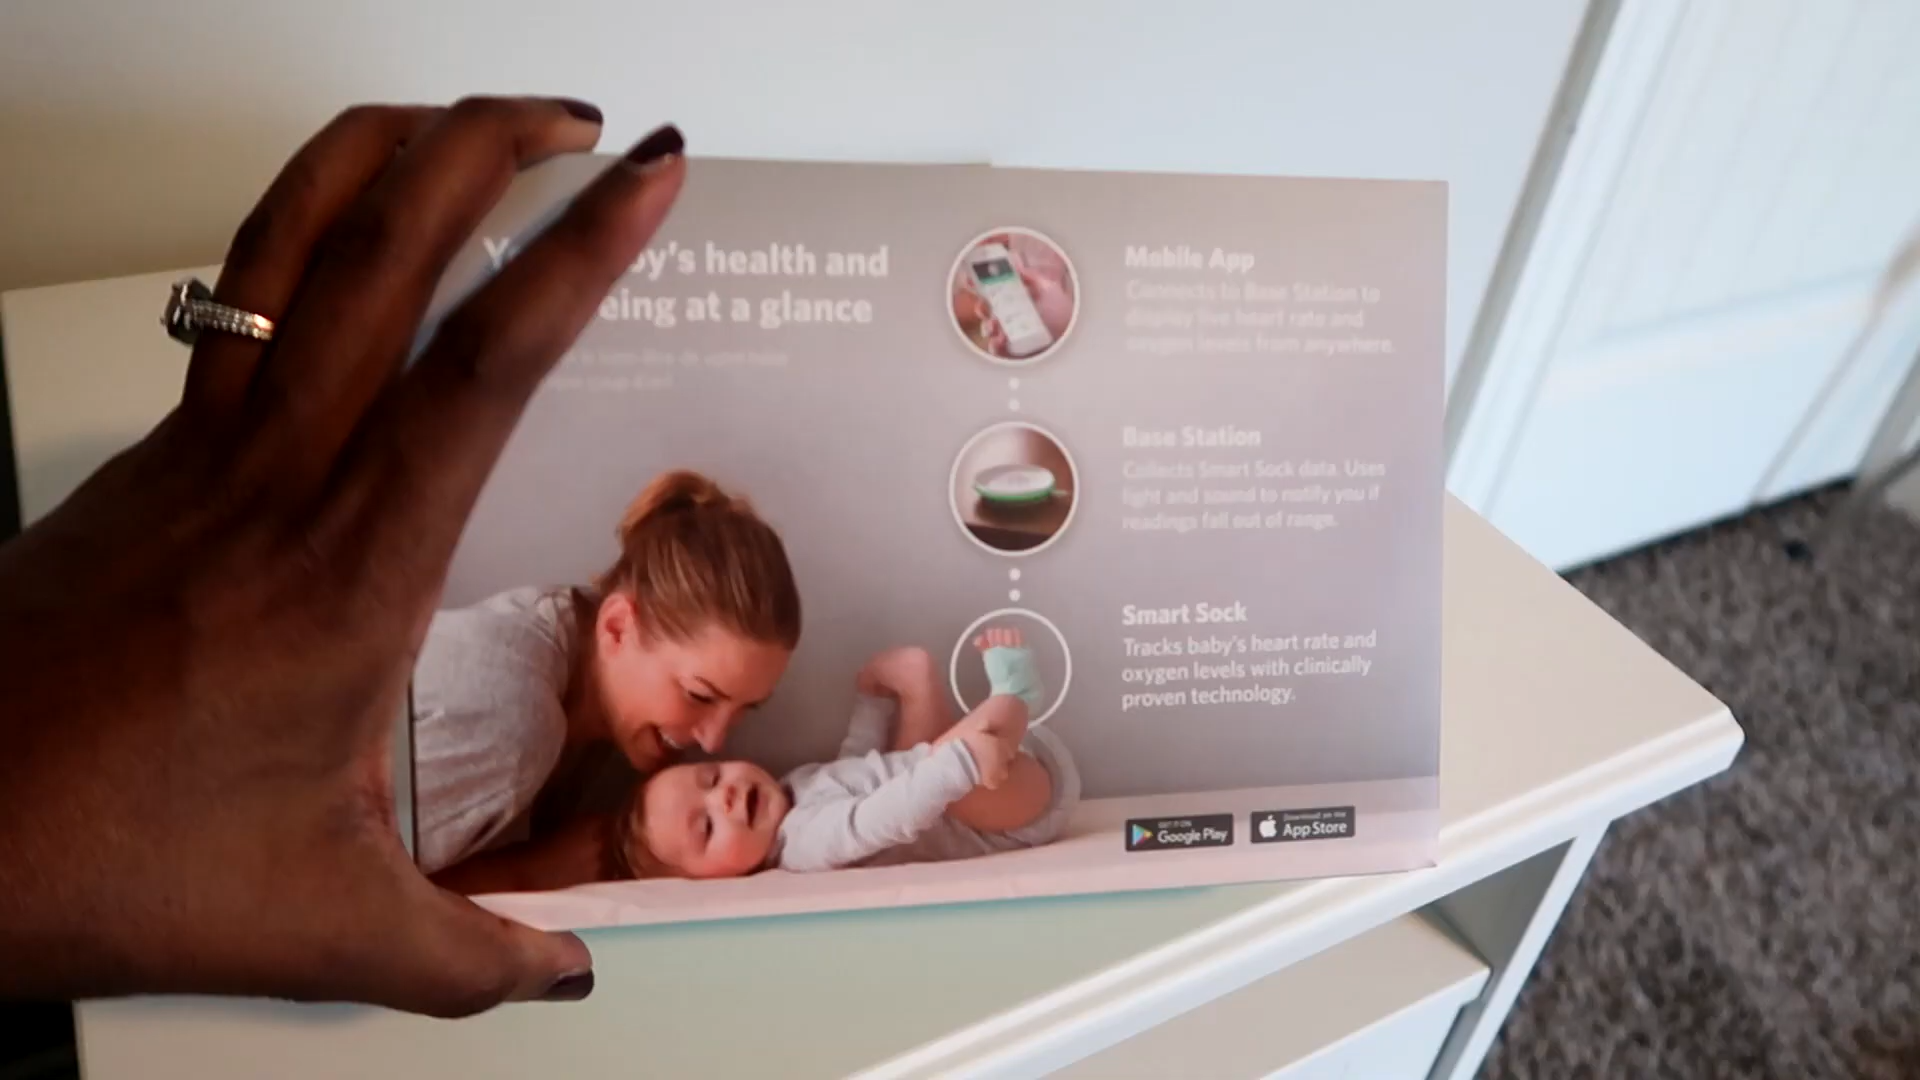 baby's health and
being at a glance
Mobile App
Connects to Base Station to
display live heart rate and
oxygen levels from anywhere.
Base Station
Collects Smart Sock data. Uses
light and sound to notify you if
readings fall out of range.
Smart Sock
Tracks baby's heart rate and
oxygen levels with clinically
proven technology.
GET IT ON
Google Play
Download on the
App Store